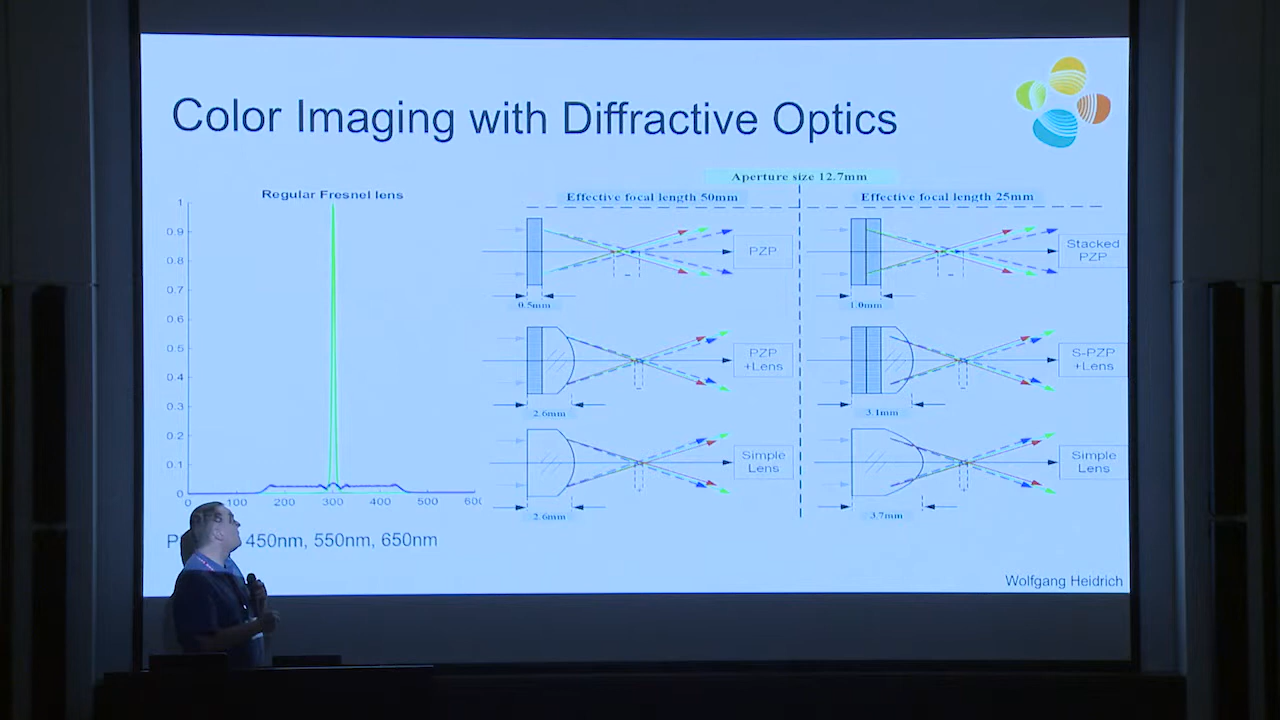 Color Imaging with Diffractive Optics
Regular Fresnel lens
1
0.9
0.8
0.7
0.6
0.5
0.4
0.3
0.2
0.1
0
0 100 200 300 400 500
450nm, 550nm, 650nm
Aperture size 12.7mm
Effective focal length 50mm
Effective focal length 25mm
PZP
Stacked
PZP
0.5mm
1.0mm
PZP
+Lens
S-PZP
+Lens
2.6mm
3.1mm
Simple
Lens
Simple
Lens
2.6mm
3.7mm
Wolfgang Heidrich